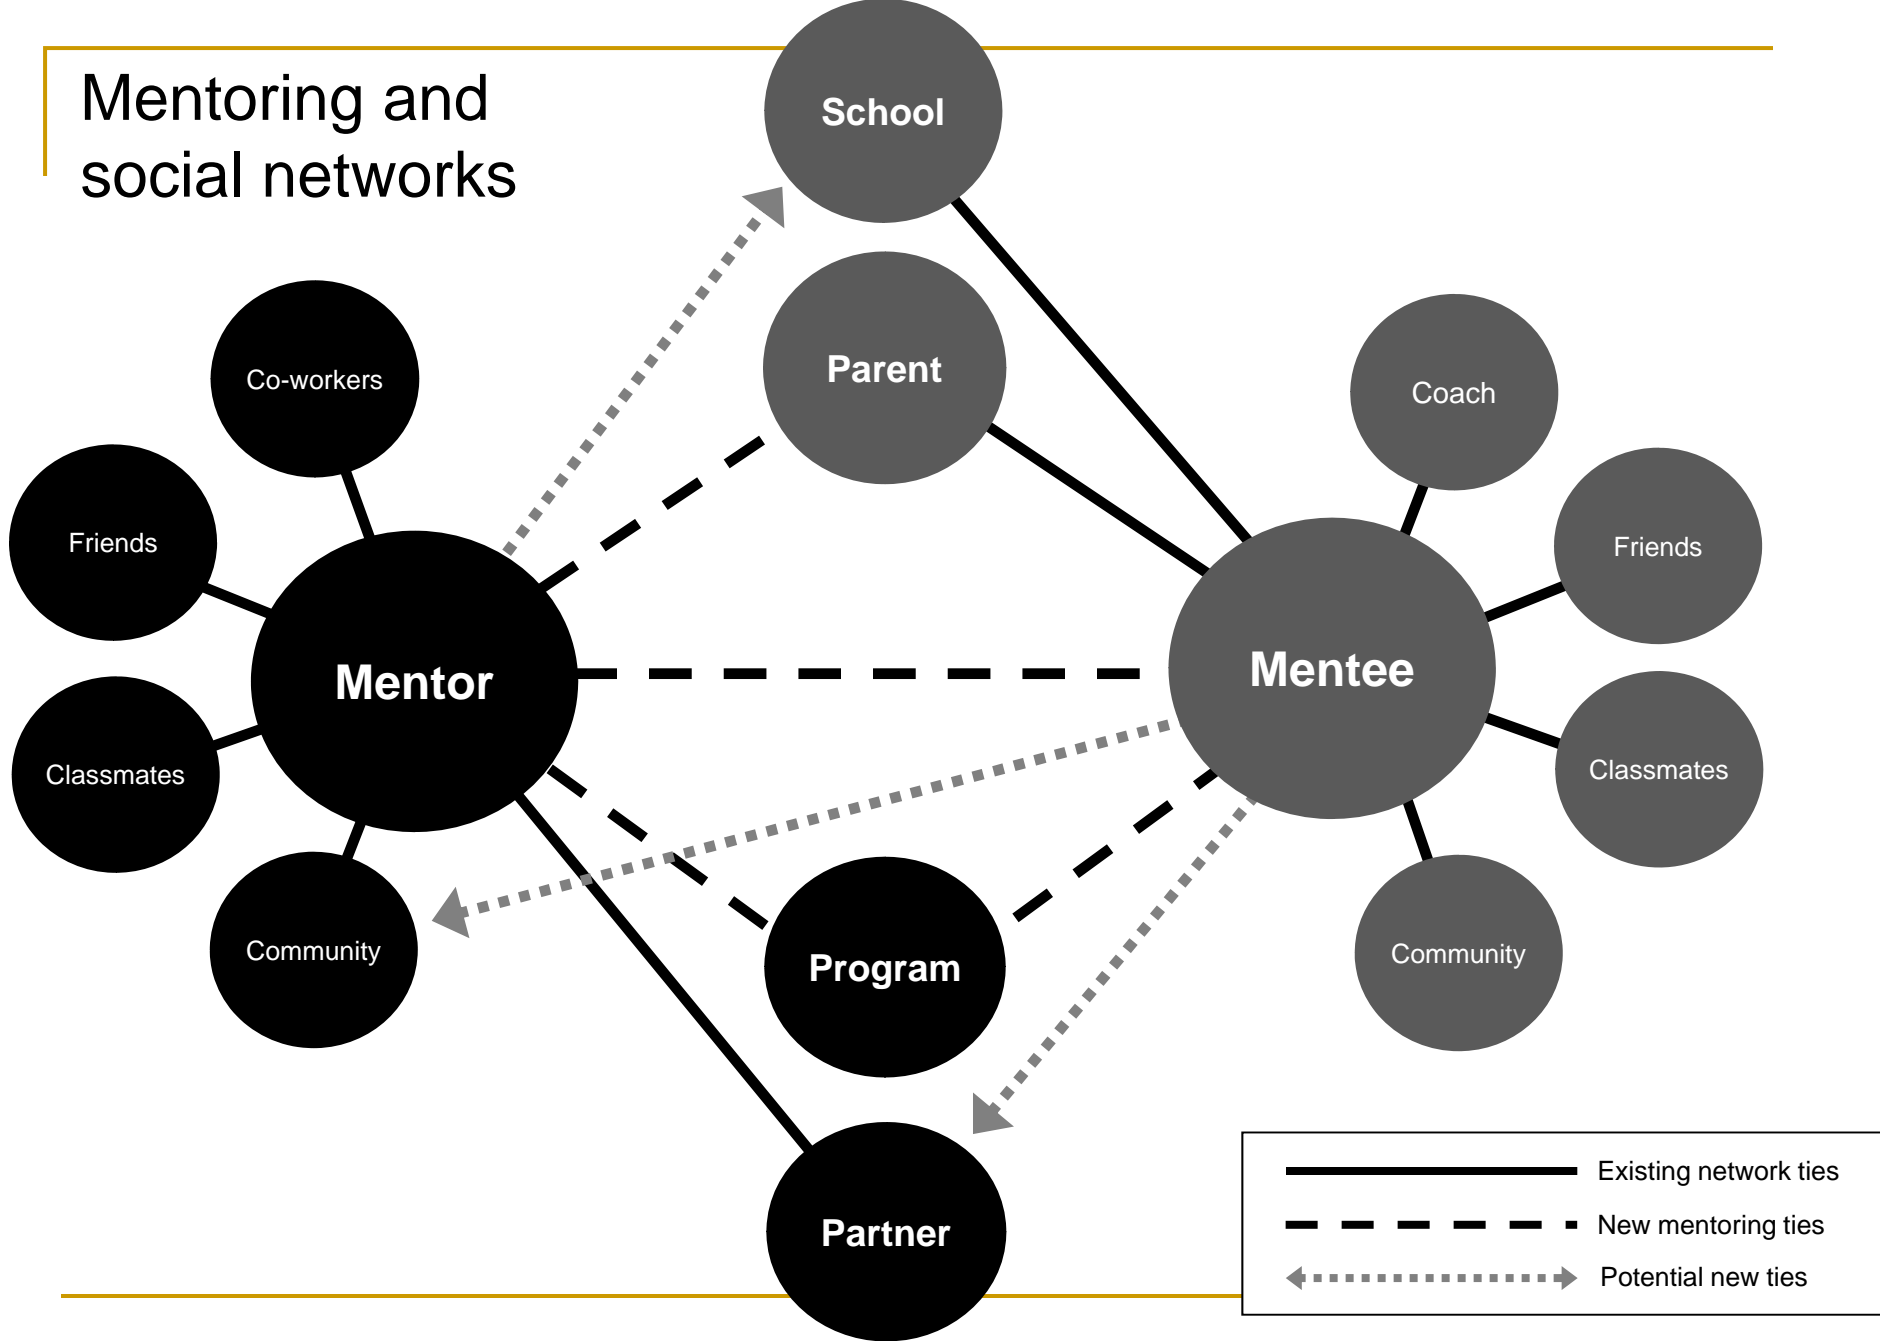 Mentoring and
social networks
School
Parent
Co-workers
Coach
Friends
Friends
Mentor
Mentee
Classmates
Classmates
Community
Program
Community
Partner
Existing network ties
New mentoring ties
Potential new ties